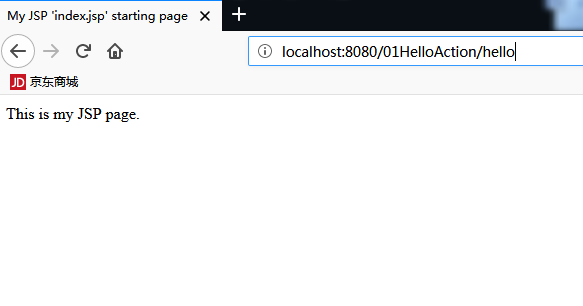 My JSP 'index.jsp' starting page
localhost:8080/01HelloAction/hello
JD 京东商城
This is my JSP page.